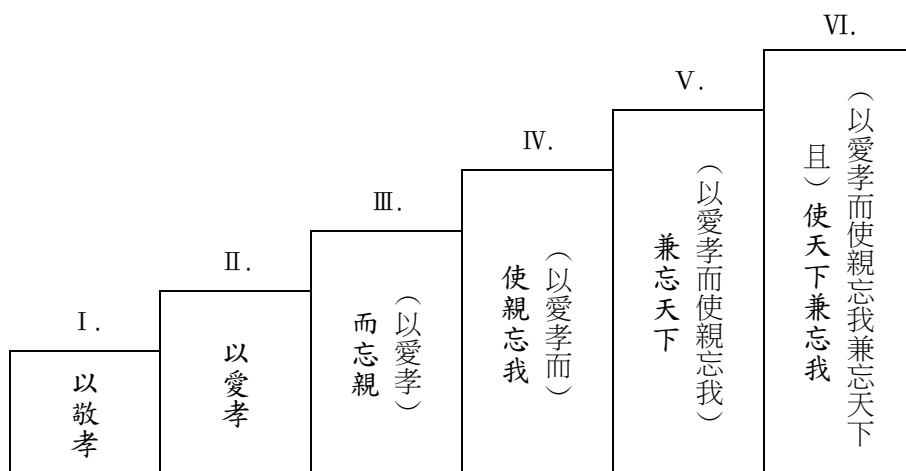 I.
以敬孝
II.
以愛孝
III.
（以愛孝）
而忘親
IV.
（以愛孝而）
使親忘我
V.
（以愛孝而使親忘我）
兼忘天下
VI.
（以愛孝而使親忘我兼忘天下
且）使天下兼忘我